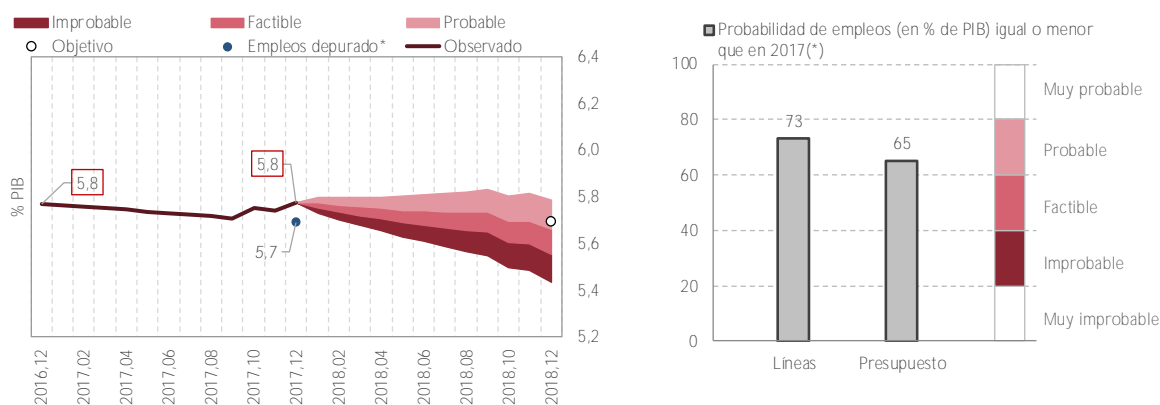 Improbable
Factible
Probable
Objetivo
Empleos depurado*
Observado
6,4
6,2
6,0
5,8
5,6
5,4
5,2
% PIB
5,8
5,8
5,7
2016,12
2017,02
2017,04
2017,06
2017,08
2017,10
2017,12
2018,02
2018,04
2018,06
2018,08
2018,10
2018,12
Probabilidad de empleos (en % de PIB) igual o menor
que en 2017(*)
100
80
60
40
20
0
73
65
Líneas
Presupuesto
Muy probable
Probable
Factible
Improbable
Muy improbable